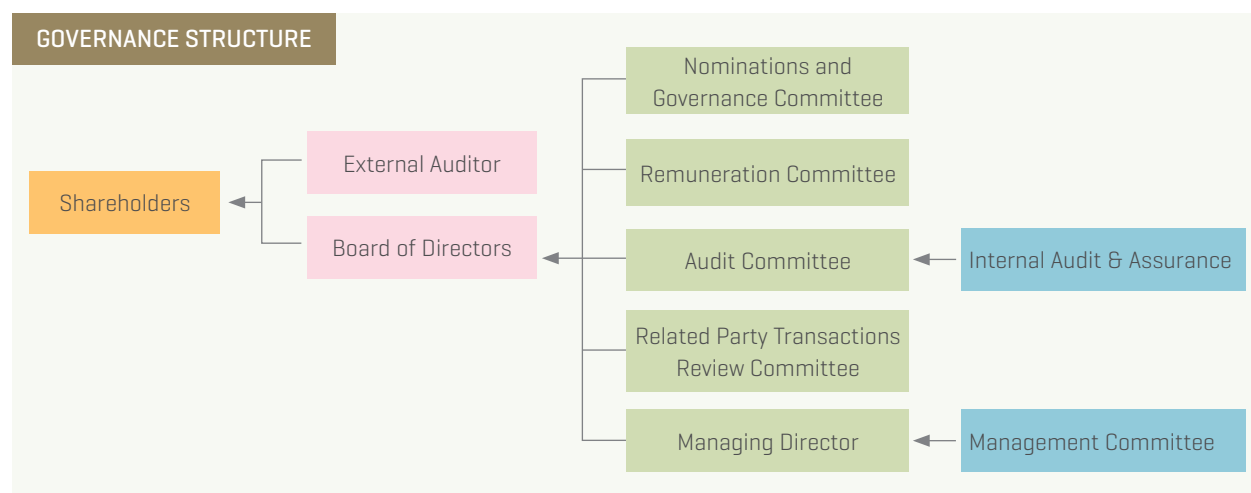 GOVERNANCE STRUCTURE
Nominations and
Governance Committee
External Auditor
Remuneration Committee
Shareholders
Board of Directors
Audit Committee
Internal Audit & Assurance
Related Party Transactions
Review Committee
Managing Director
Management Committee